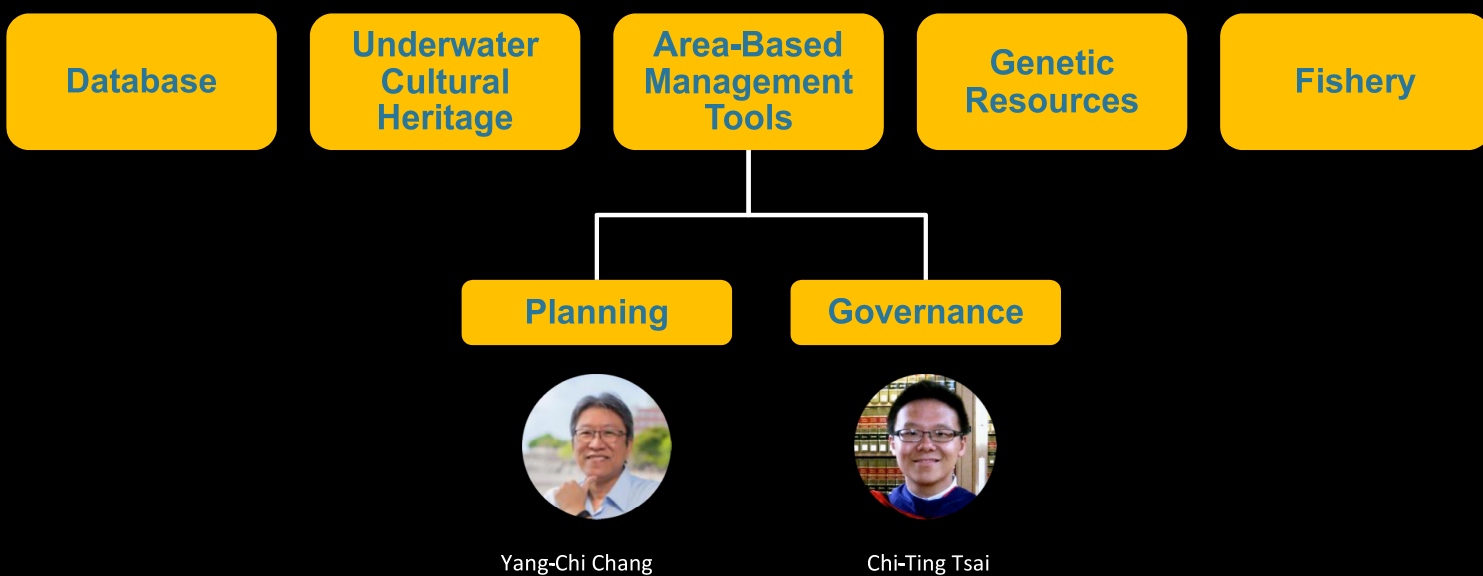 Database
Underwater
Cultural
Heritage
Area-Based
Management
Tools
Genetic
Resources
Fishery
Planning
Governance
Yang-Chi Chang
Chi-Ting Tsai